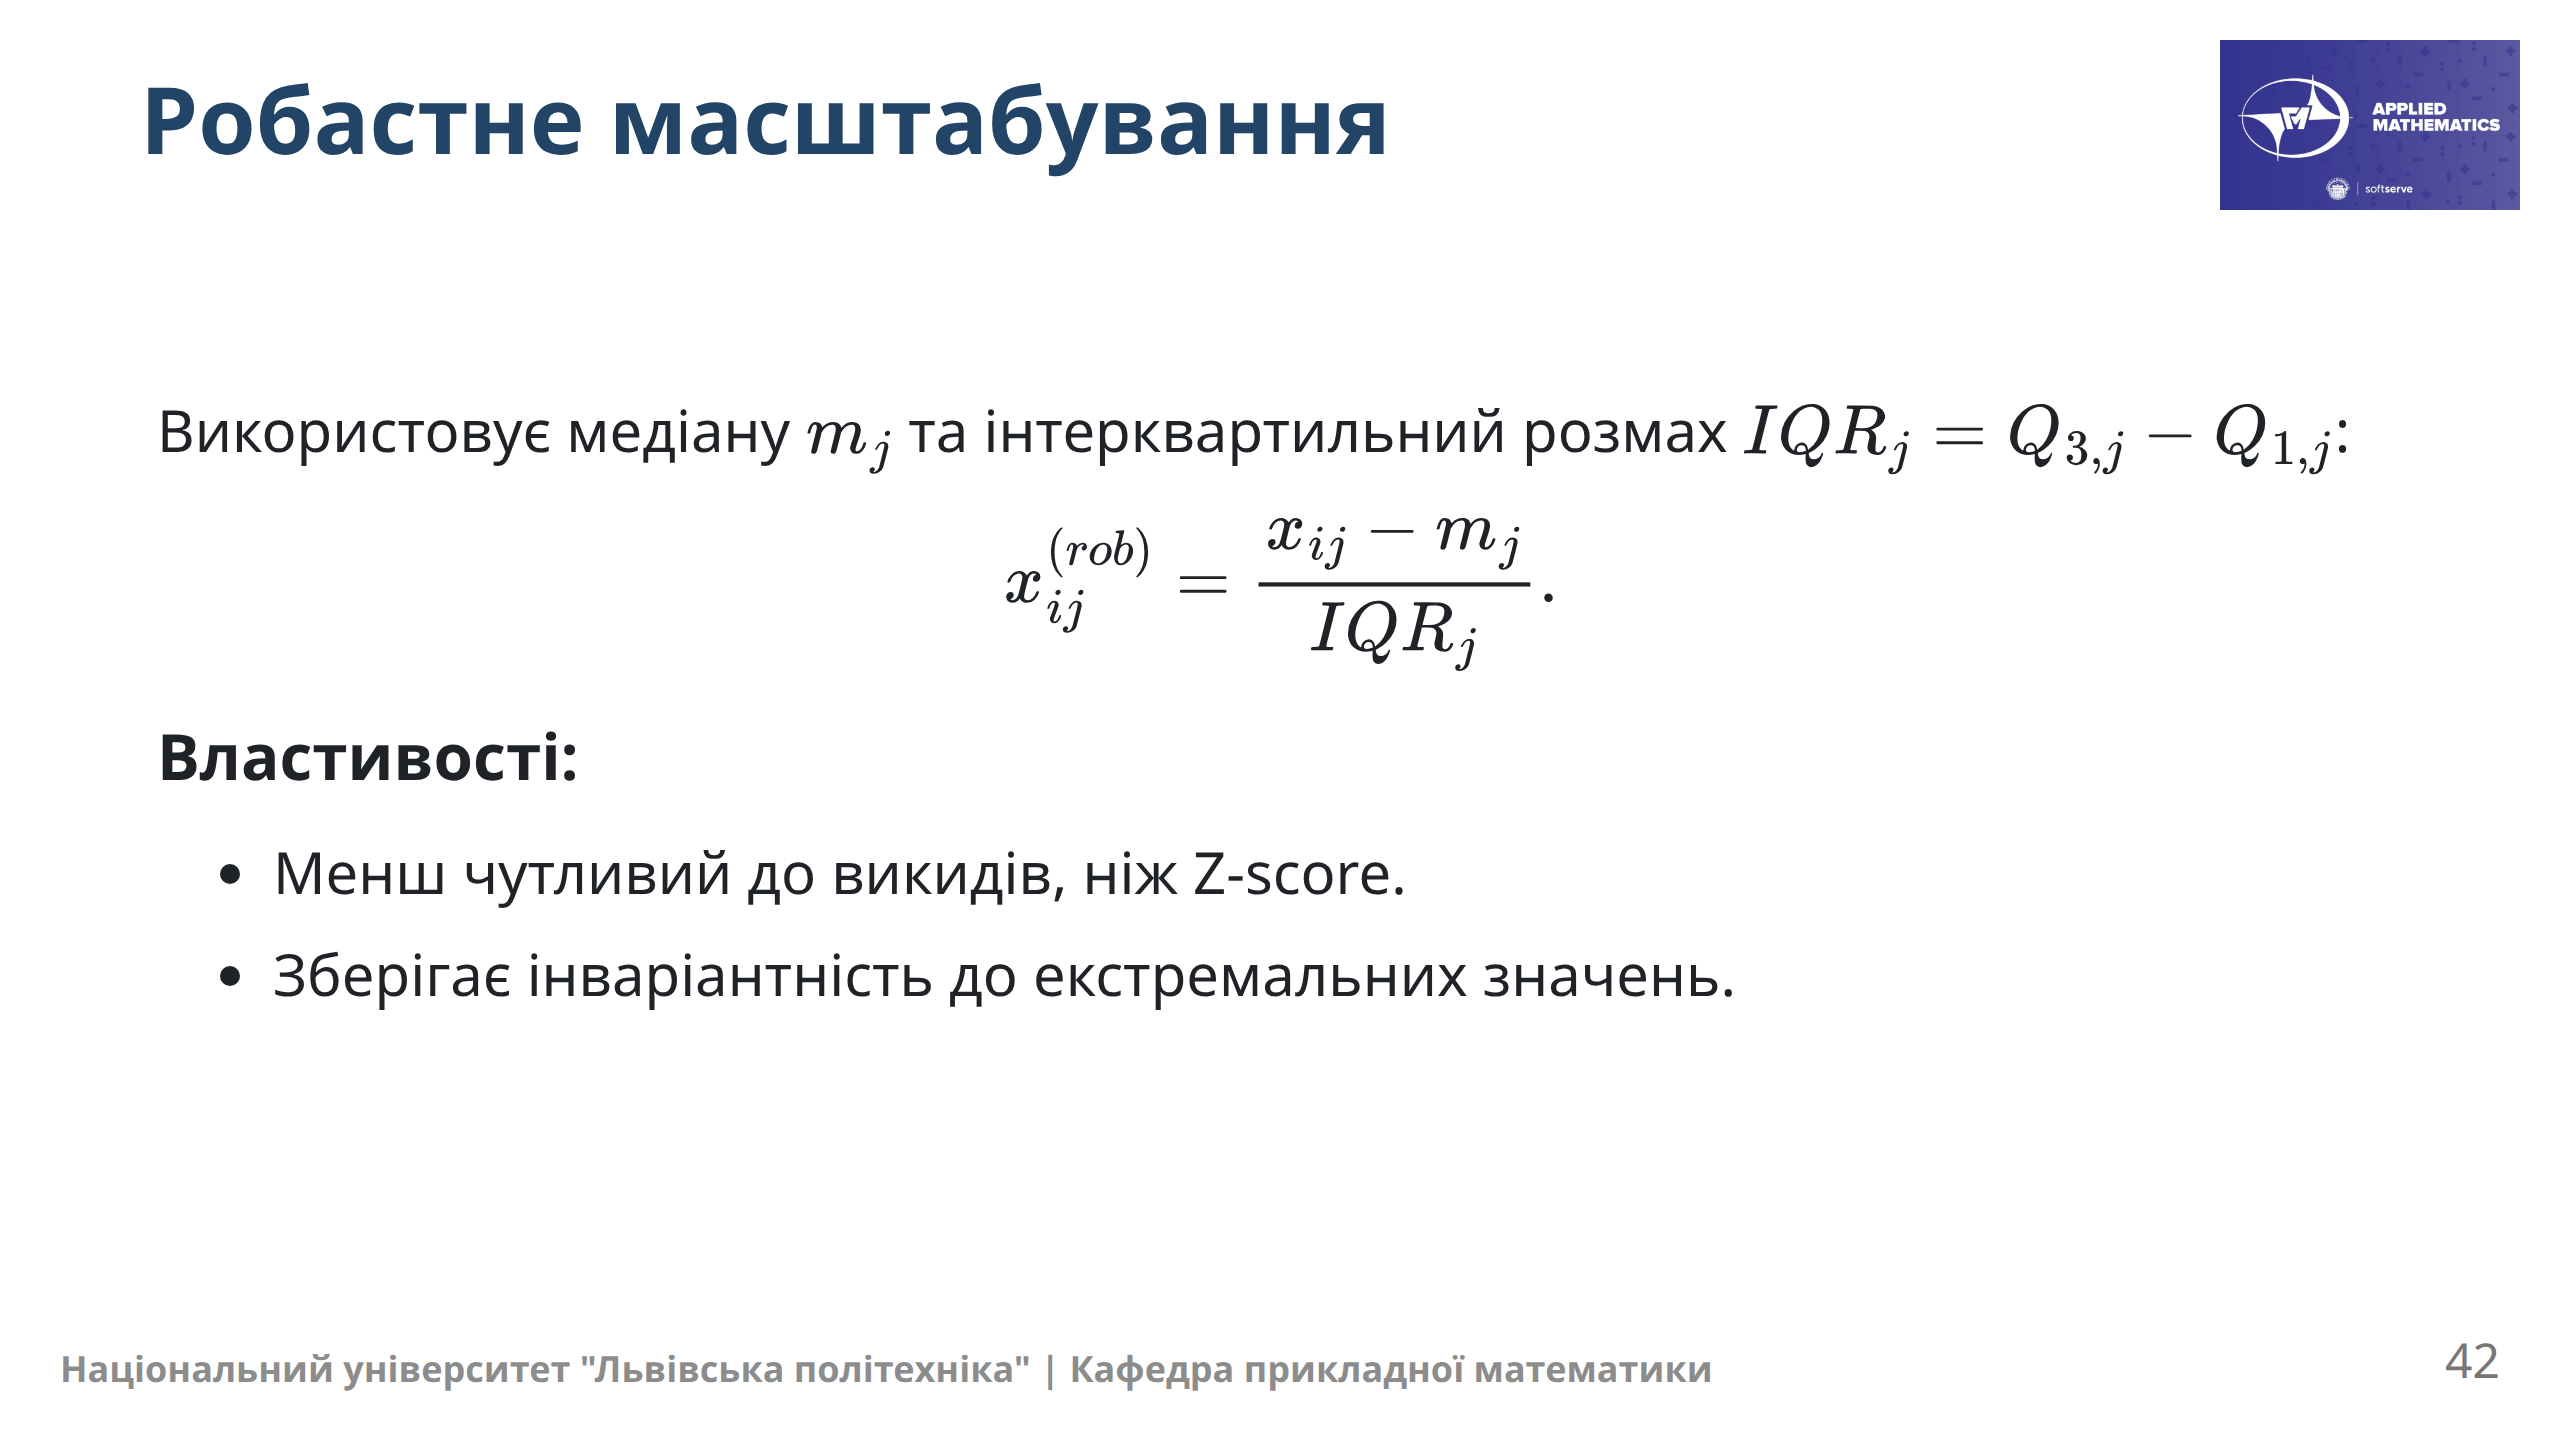 Робастне масштабування
APPLIED
MATHEMATICS
softserve
Використовує медіану $m_j$ та інтерквартильний розмах $IQR_j = Q_{3,j} - Q_{1,j}$:
$x_{ij}^{(rob)} = \frac{x_{ij} - m_j}{IQR_j}.$
Властивості:
• Менш чутливий до викидів, ніж Z-score.
• Зберігає інваріантність до екстремальних значень.
Національний університет "Львівська політехніка" | Кафедра прикладної математики
42